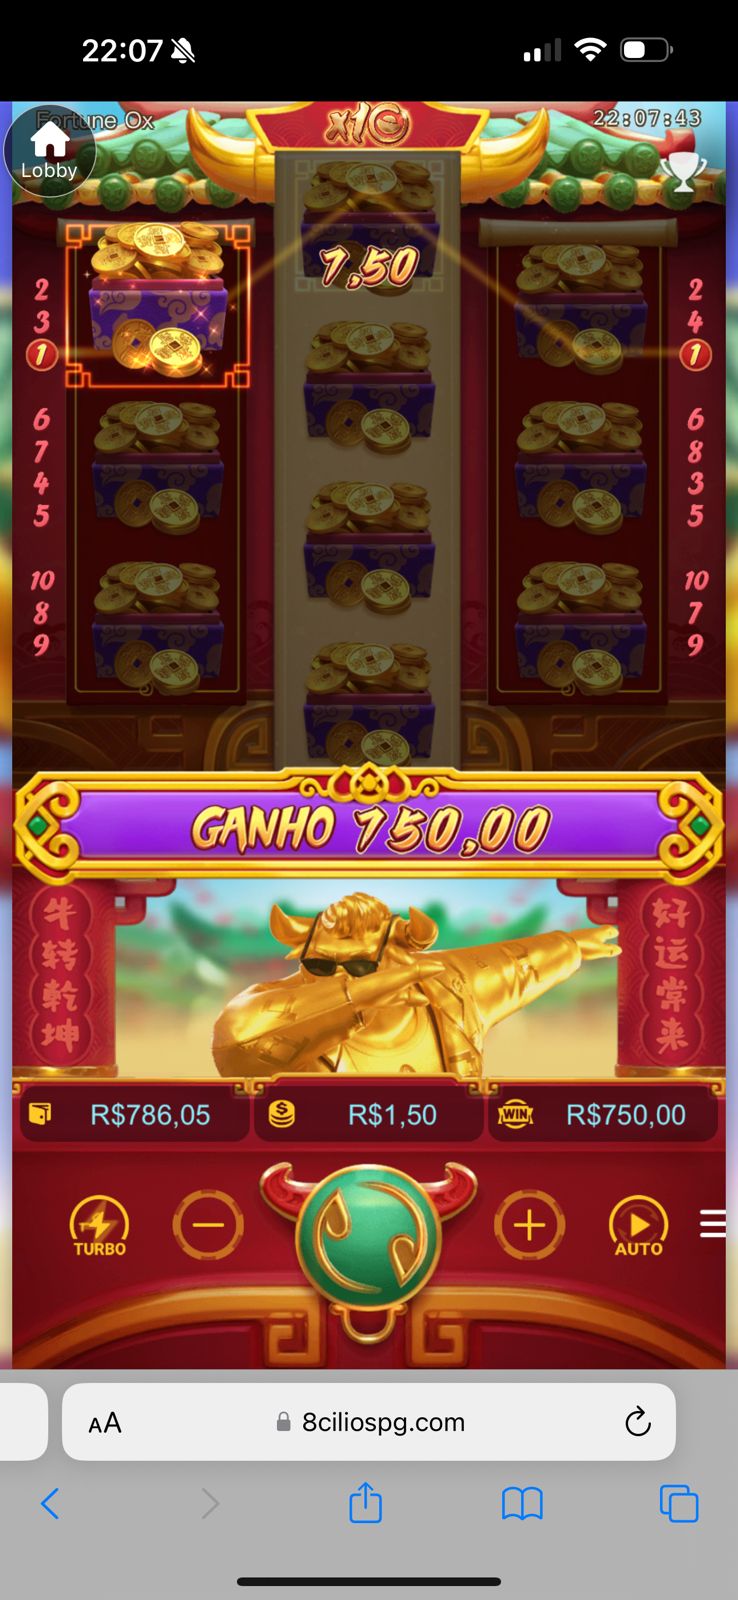 22:07
Fortune Ox
x10
22:07:43
Lobby
7,50
2
3
1
6
7
4
5
10
8
9
2
4
1
6
8
3
5
10
7
9
GANHO 750,00
牛转乾坤
好运常来
R$786,05
R$1,50
WIN
R$750,00
TURBO
AUTO
AA
8ciliospg.com